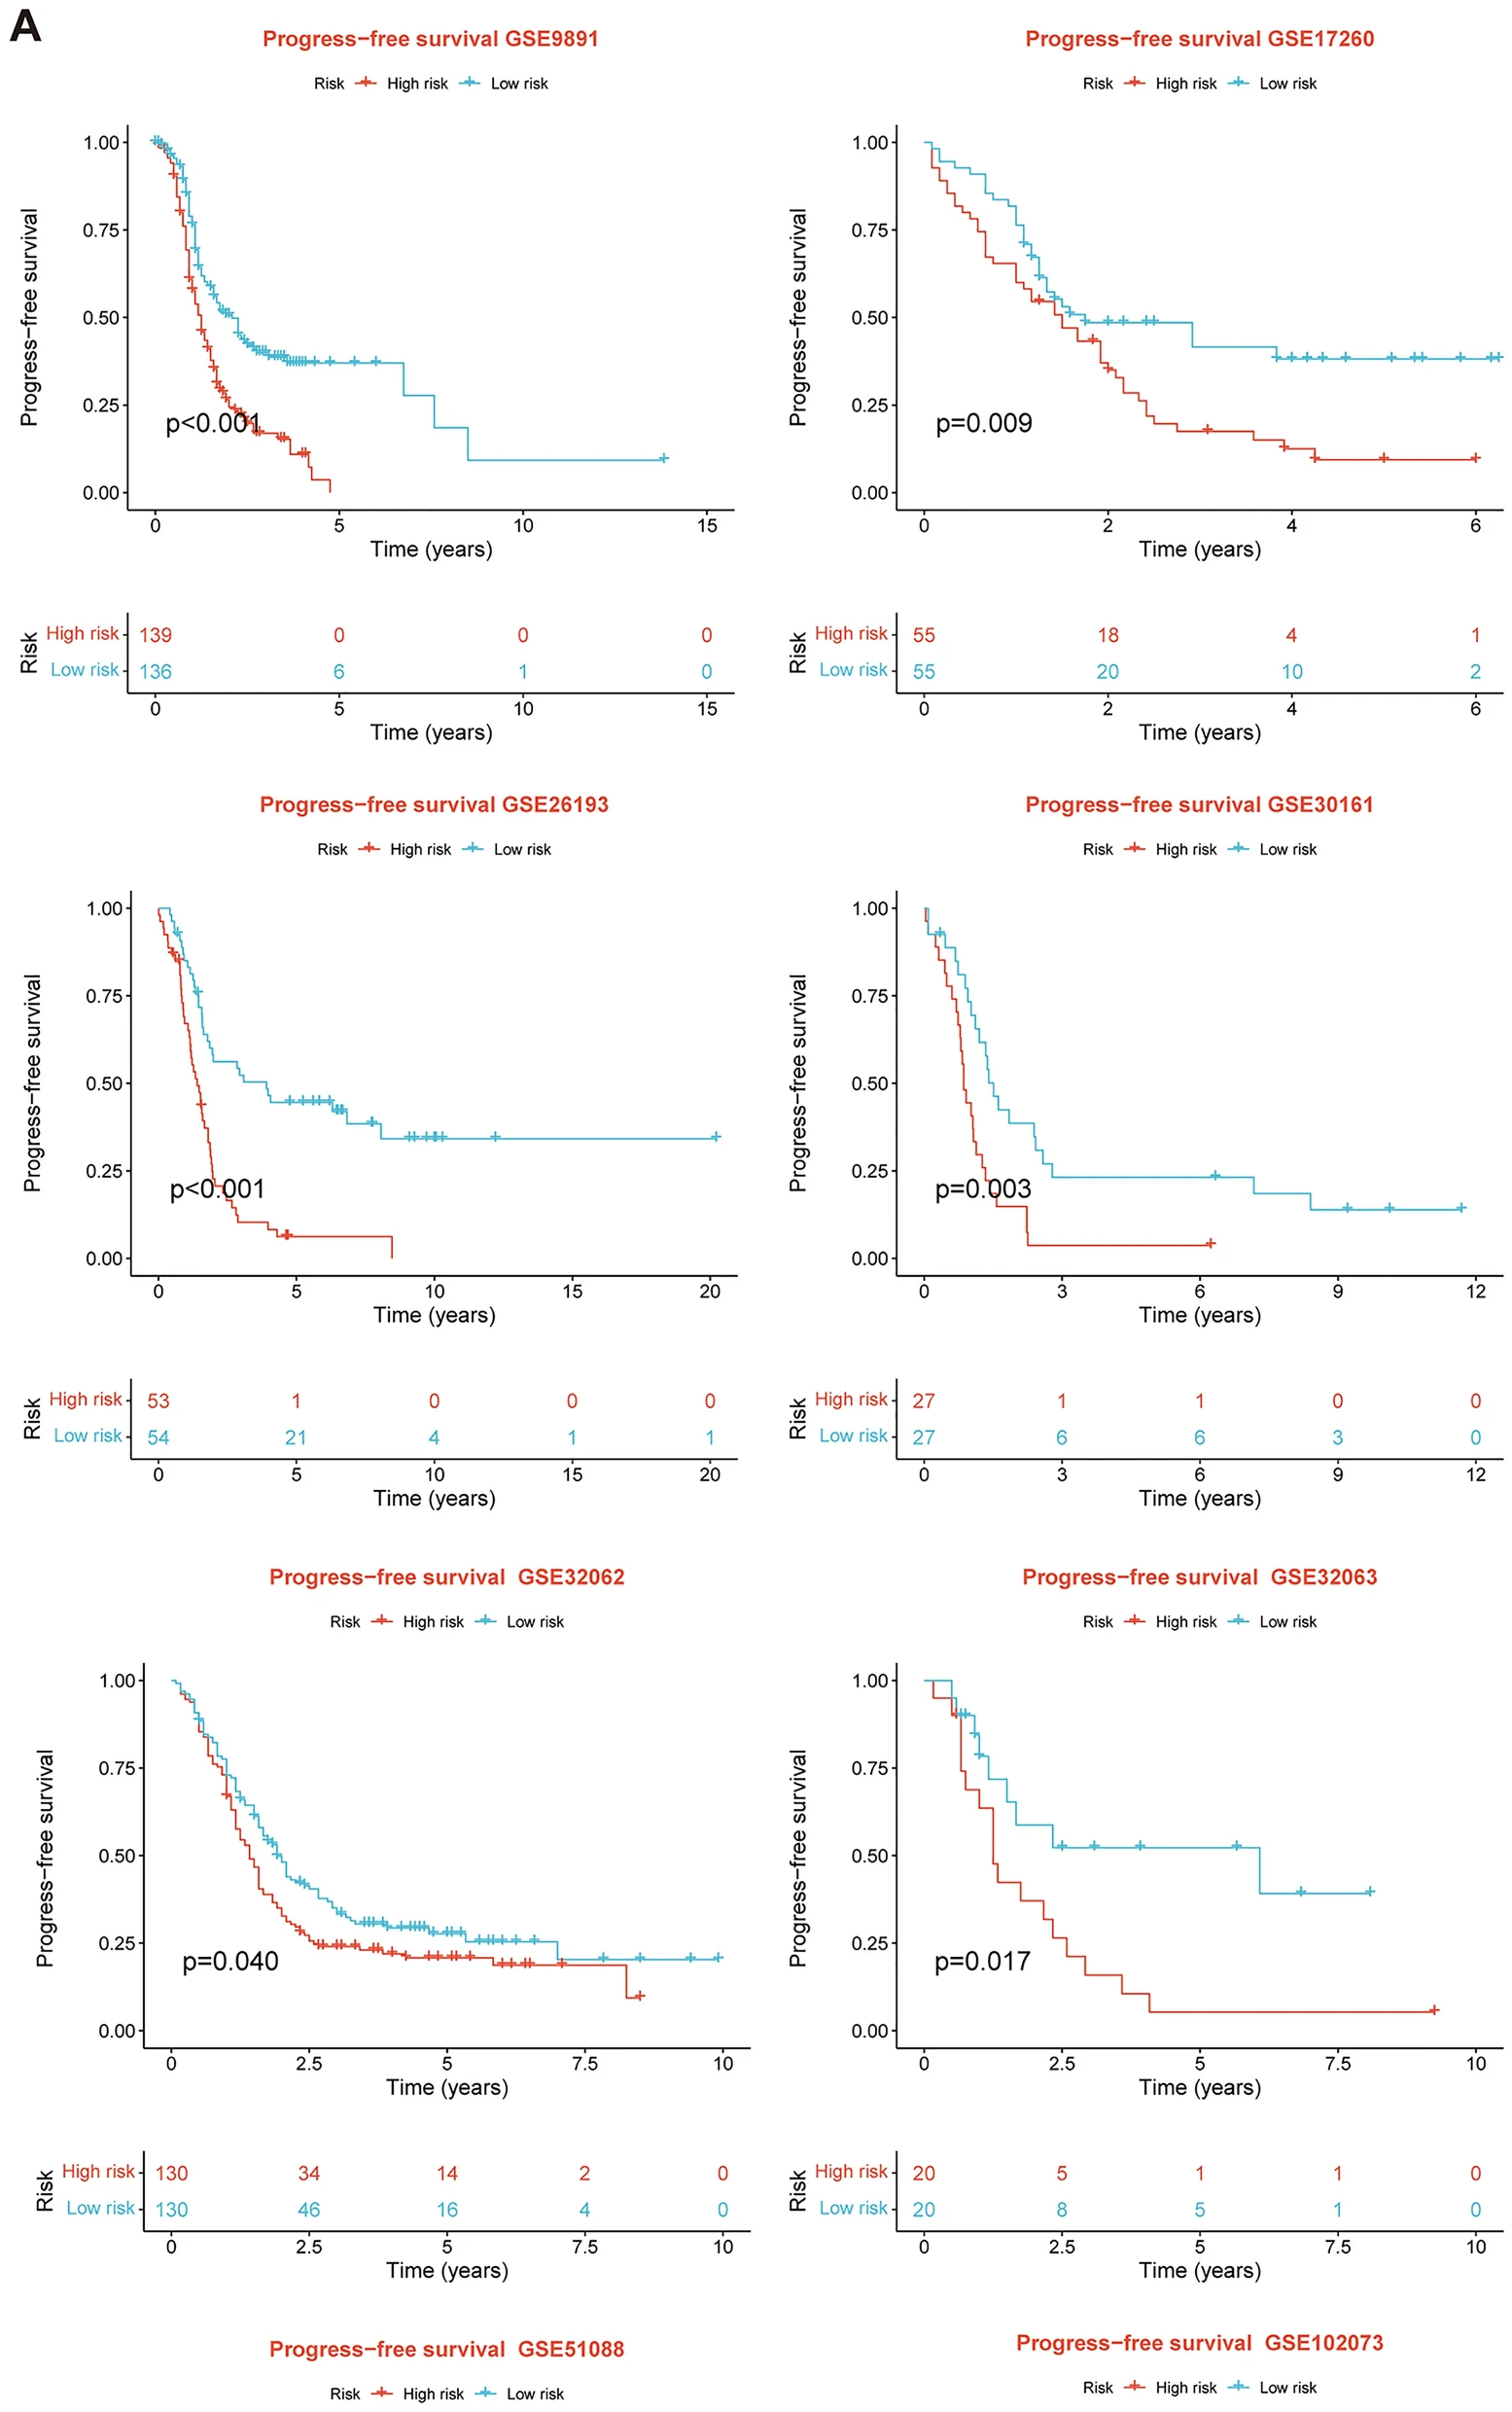 A
Progress−free survival GSE9891
Risk High risk Low risk
Progress−free survival
1.00
0.75
0.50
0.25
0.00
p<0.001
0 5 10 15
Time (years)
Risk
High risk 139 0 0 0
Low risk 136 6 1 0
0 5 10 15
Time (years)
Progress−free survival GSE17260
Risk High risk Low risk
Progress−free survival
1.00
0.75
0.50
0.25
0.00
p=0.009
0 2 4 6
Time (years)
Risk
High risk 55 18 4 1
Low risk 55 20 10 2
0 2 4 6
Time (years)
Progress−free survival GSE26193
Risk High risk Low risk
Progress−free survival
1.00
0.75
0.50
0.25
0.00
p<0.001
0 5 10 15 20
Time (years)
Risk
High risk 53 1 0 0 0
Low risk 54 21 4 1 1
0 5 10 15 20
Time (years)
Progress−free survival GSE30161
Risk High risk Low risk
Progress−free survival
1.00
0.75
0.50
0.25
0.00
p=0.003
0 3 6 9 12
Time (years)
Risk
High risk 27 1 1 0 0
Low risk 27 6 6 3 0
0 3 6 9 12
Time (years)
Progress−free survival GSE32062
Risk High risk Low risk
Progress−free survival
1.00
0.75
0.50
0.25
0.00
p=0.040
0 2.5 5 7.5 10
Time (years)
Risk
High risk 130 34 14 2 0
Low risk 130 46 16 4 0
0 2.5 5 7.5 10
Time (years)
Progress−free survival GSE32063
Risk High risk Low risk
Progress−free survival
1.00
0.75
0.50
0.25
0.00
p=0.017
0 2.5 5 7.5 10
Time (years)
Risk
High risk 20 5 1 1 0
Low risk 20 8 5 1 0
0 2.5 5 7.5 10
Time (years)
Progress−free survival GSE51088
Risk High risk Low risk
Progress−free survival GSE102073
Risk High risk Low risk